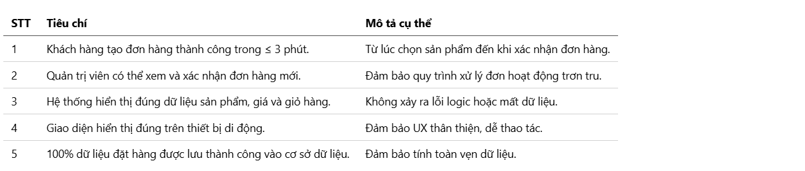 STT Tiêu chí Mô tả cụ thể
1 Khách hàng tạo đơn hàng thành công trong ≤ 3 phút. Từ lúc chọn sản phẩm đến khi xác nhận đơn hàng.
2 Quản trị viên có thể xem và xác nhận đơn hàng mới. Đảm bảo quy trình xử lý đơn hoạt động trơn tru.
3 Hệ thống hiển thị đúng dữ liệu sản phẩm, giá và giỏ hàng. Không xảy ra lỗi logic hoặc mất dữ liệu.
4 Giao diện hiển thị đúng trên thiết bị di động. Đảm bảo UX thân thiện, dễ thao tác.
5 100% dữ liệu đặt hàng được lưu thành công vào cơ sở dữ liệu. Đảm bảo tính toàn vẹn dữ liệu.